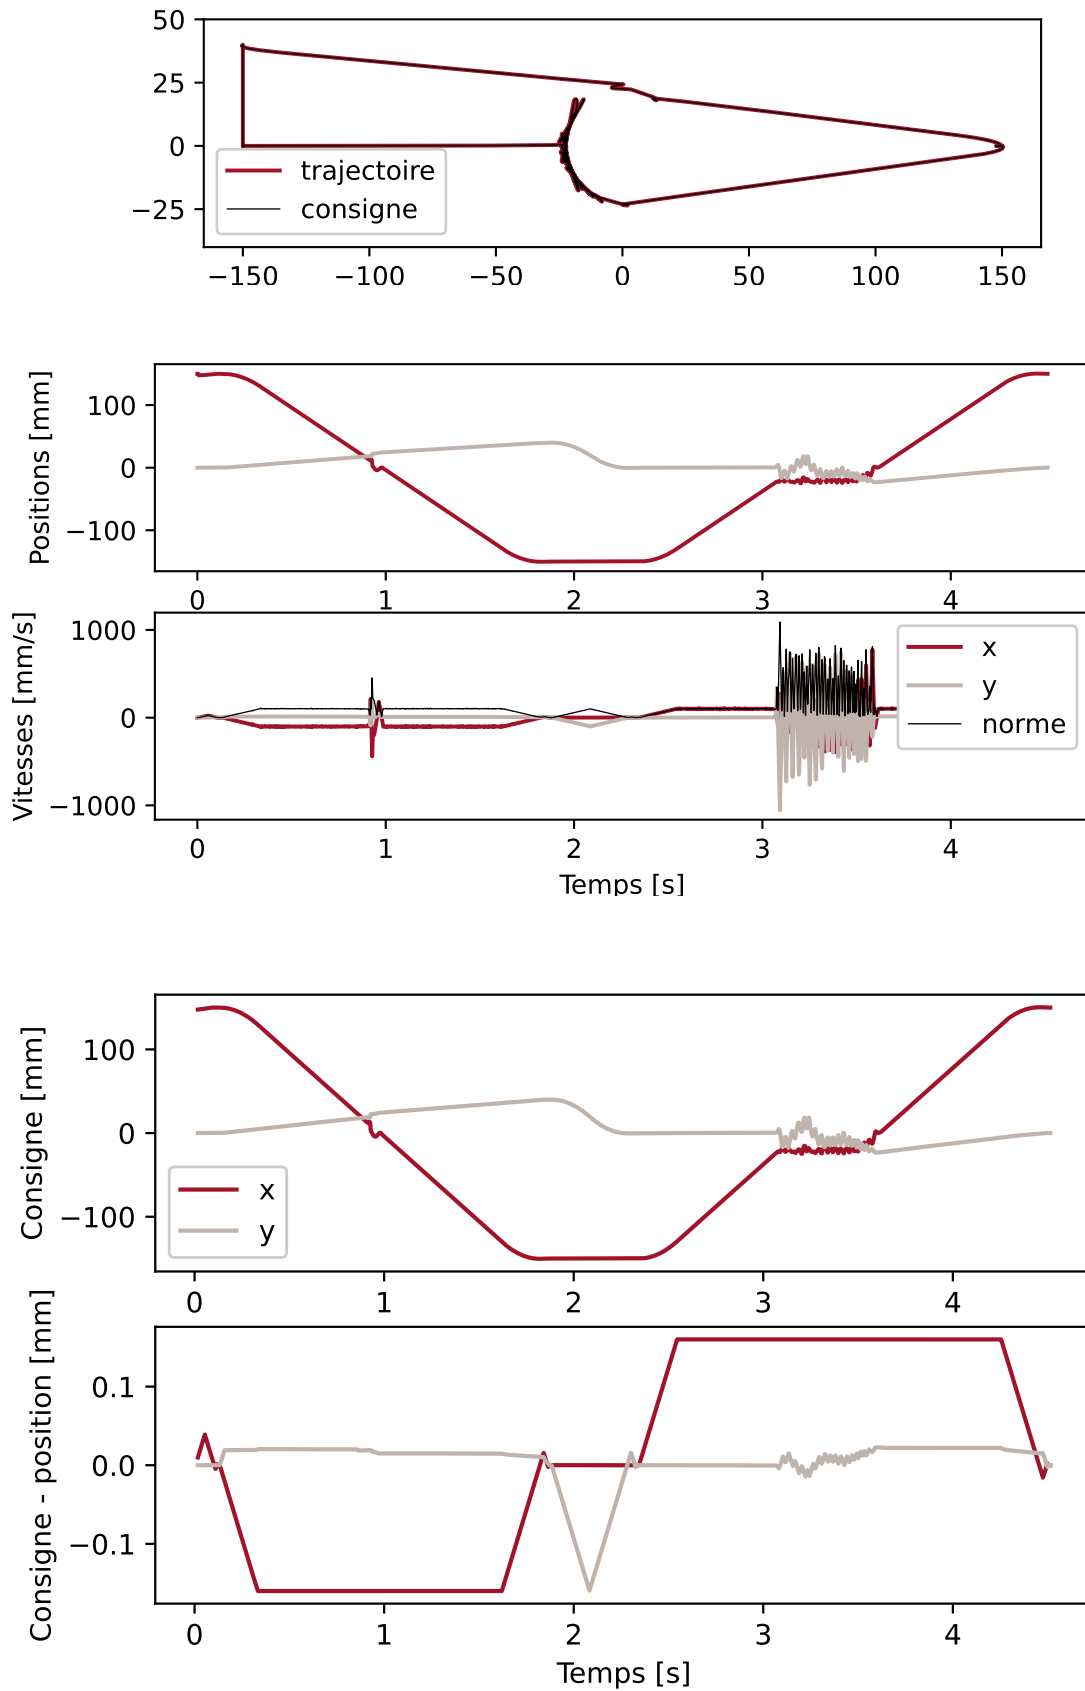 50
25
0
−25
trajectoire
consigne
−150 −100 −50 0 50 100 150
Positions [mm]
100
0
−100
0 1 2 3 4
Vitesses [mm/s]
1000
0
−1000
x
y
norme
0 1 2 3 4
Temps [s]
Consigne [mm]
100
0
−100
x
y
0 1 2 3 4
Consigne - position [mm]
0.1
0.0
−0.1
0 1 2 3 4
Temps [s]